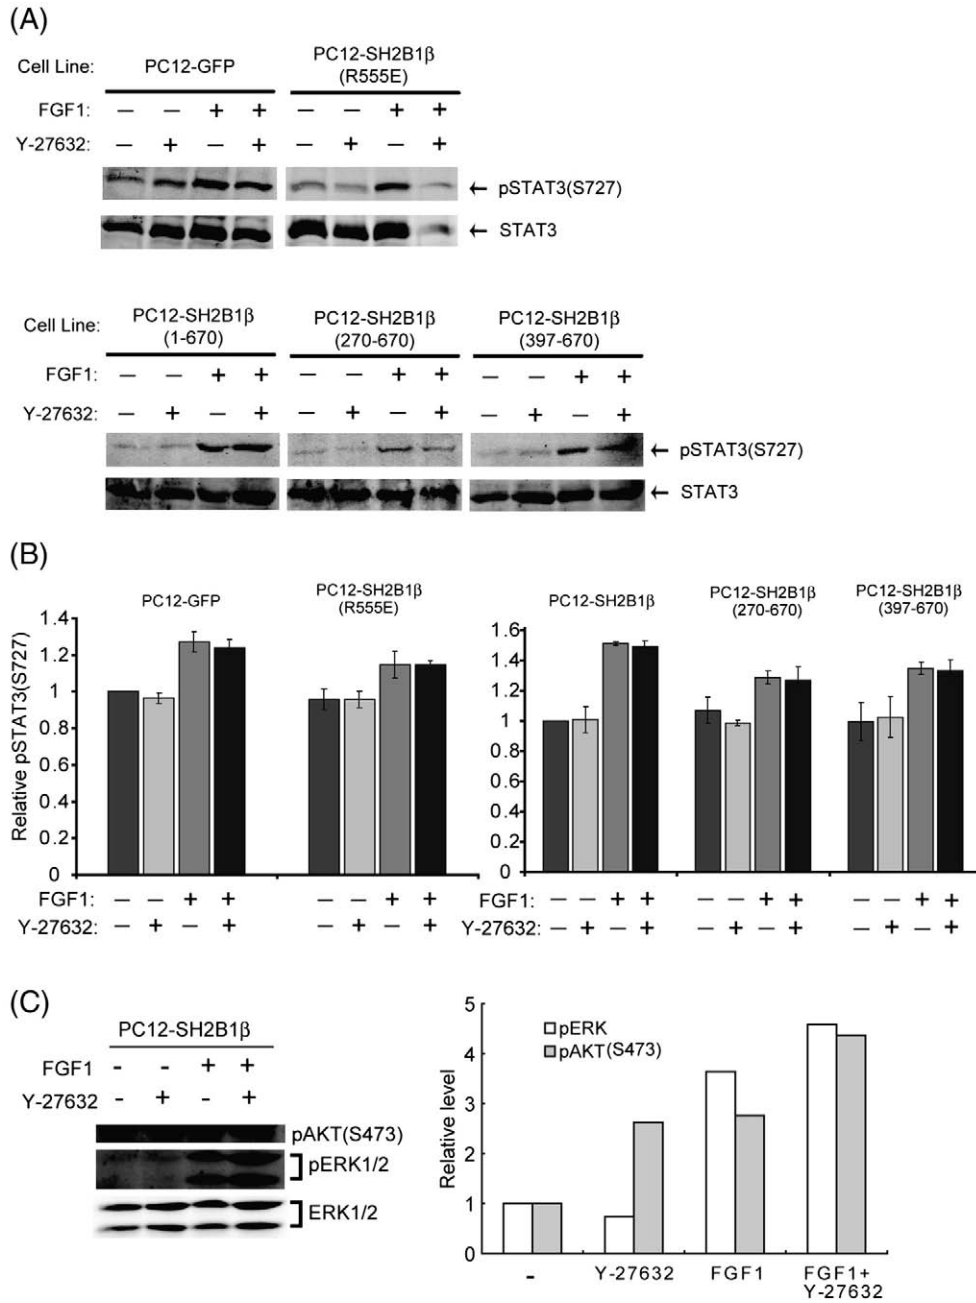 (A)
Cell Line: PC12-GFP PC12-SH2B1β
(R555E)
FGF1: – – + + – – + +
Y-27632: – + – + – + – +
← pSTAT3(S727)
← STAT3
Cell Line: PC12-SH2B1β PC12-SH2B1β PC12-SH2B1β
(1-670) (270-670) (397-670)
FGF1: – – + + – – + + – – + +
Y-27632: – + – + – + – + – + – +
← pSTAT3(S727)
← STAT3
(B)
Relative pSTAT3(S727)
PC12-GFP PC12-SH2B1β
(R555E)
1.4
1.2
1
0.8
0.6
0.4
0.2
0
FGF1: – – + + – – + +
Y-27632: – + – + – + – +
PC12-SH2B1β PC12-SH2B1β PC12-SH2B1β
(270-670) (397-670)
1.6
1.4
1.2
1
0.8
0.6
0.4
0.2
0
FGF1: – – + + – – + + – – + +
Y-27632: – + – + – + – + – + – +
(C)
PC12-SH2B1β
FGF1 - - + +
Y-27632 - + - +
pAKT(S473)
pERK1/2
ERK1/2
Relative level
5
4
3
2
1
0
pERK
pAKT(S473)
- Y-27632 FGF1 FGF1+
Y-27632